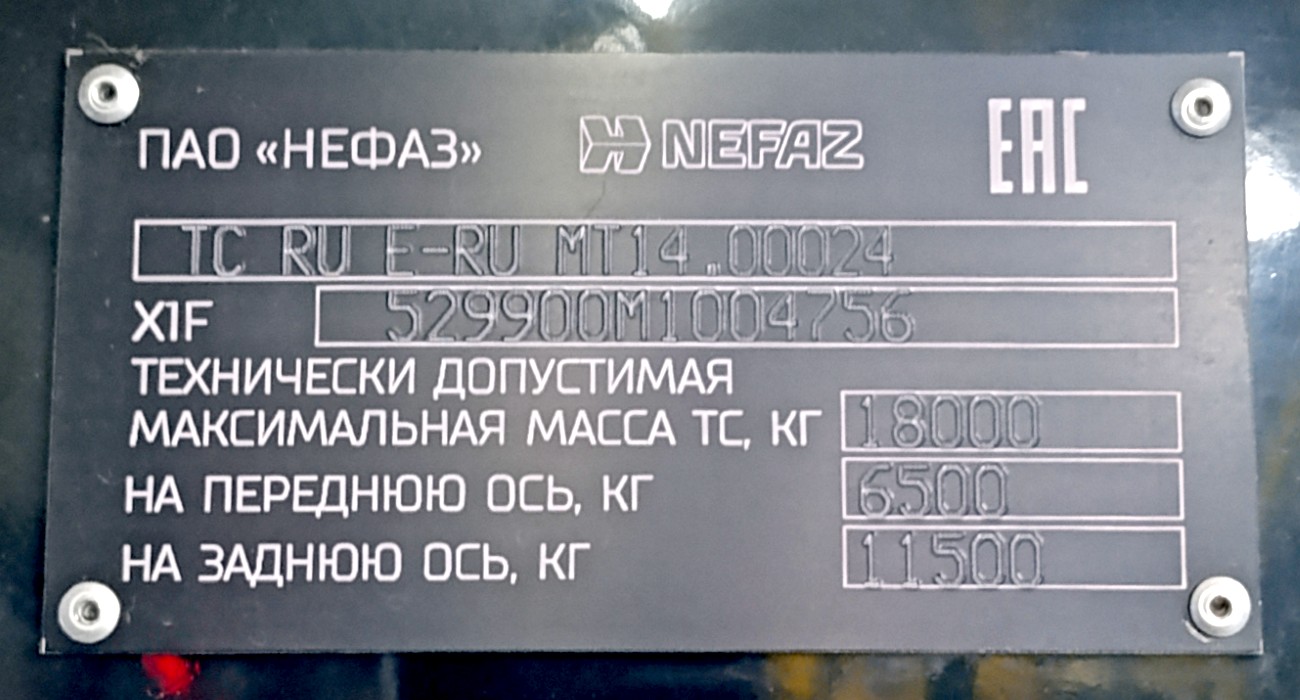 ПАО «НЕФАЗ» NEFAZ ЕАС
TC RU E-RU MT14.00024
X1F 529900M1004756
ТЕХНИЧЕСКИ ДОПУСТИМАЯ
МАКСИМАЛЬНАЯ МАССА ТС, КГ 18000
НА ПЕРЕДНЮЮ ОСЬ, КГ 6500
НА ЗАДНЮЮ ОСЬ, КГ 11500